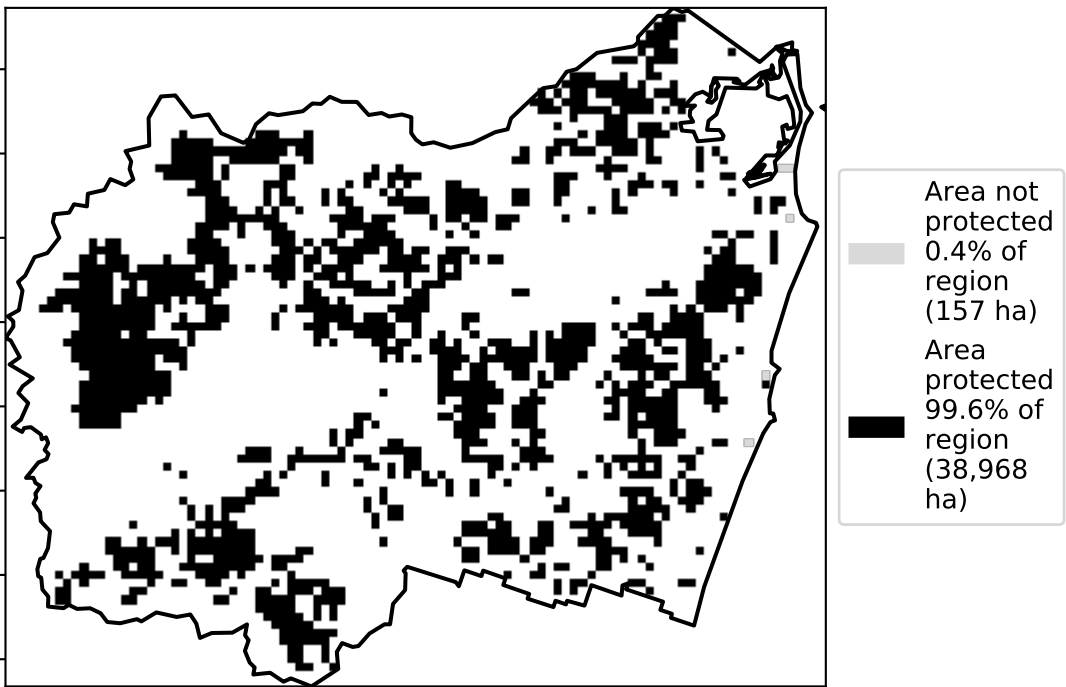 Area not
protected
0.4% of
region
(157 ha)
Area
protected
99.6% of
region
(38,968
ha)